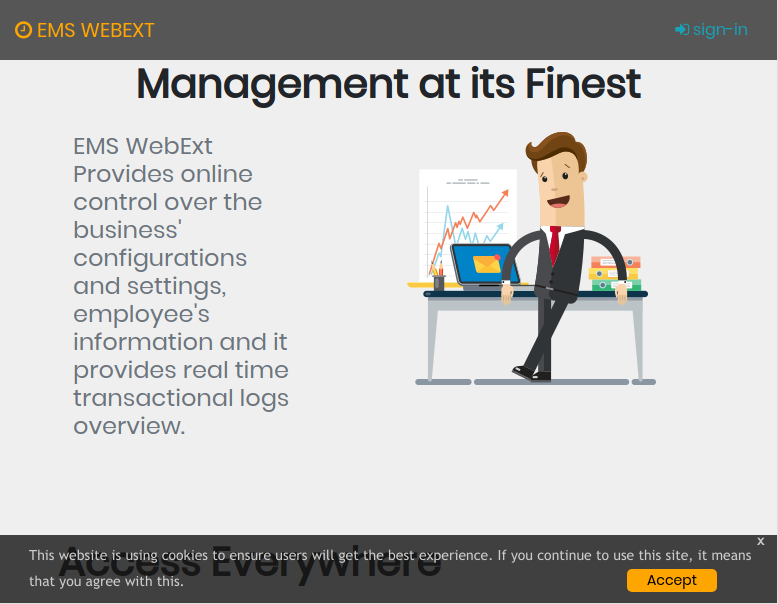 EMS WEBEXT
sign-in
Management at its Finest
EMS WebExt
Provides online
control over the
business'
configurations
and settings,
employee's
information and it
provides real time
transactional logs
overview.
x
This website is using cookies to ensure users will get the best experience. If you continue to use this site, it means
that you agree with this.
Accept
Access Everywhere